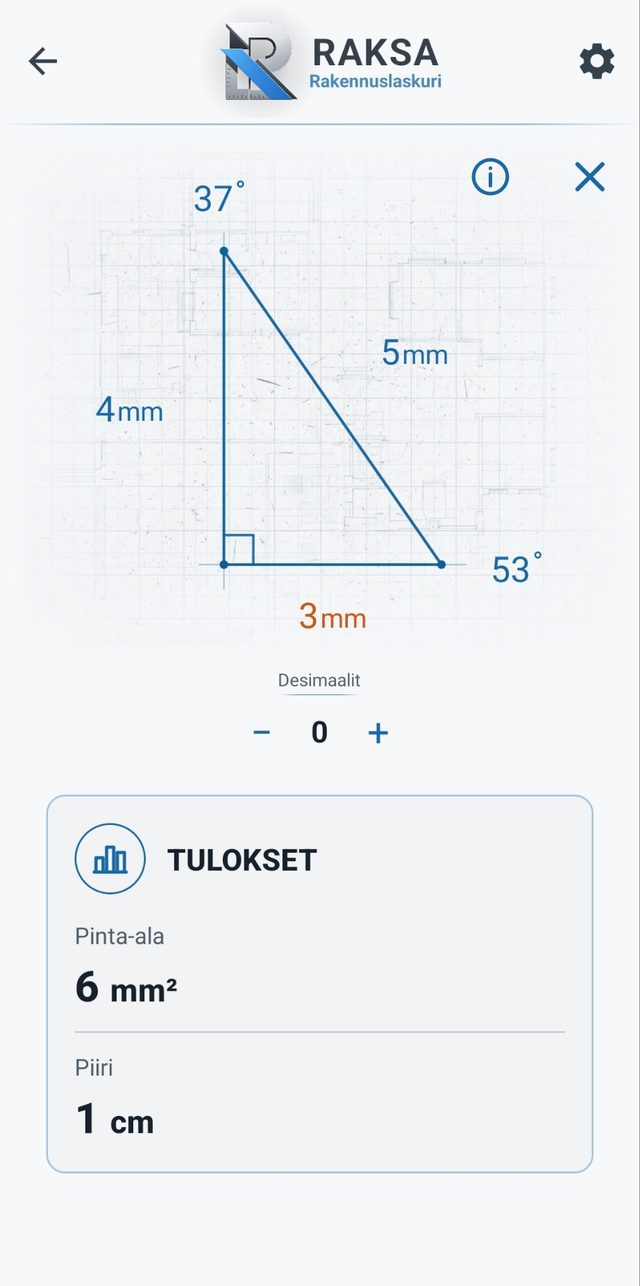 RAKSA
Rakennuslaskuri
37°
5mm
4mm
53°
3mm
Desimaalit
− 0 +
TULOKSET
Pinta-ala
6 mm²
Piiri
1 cm